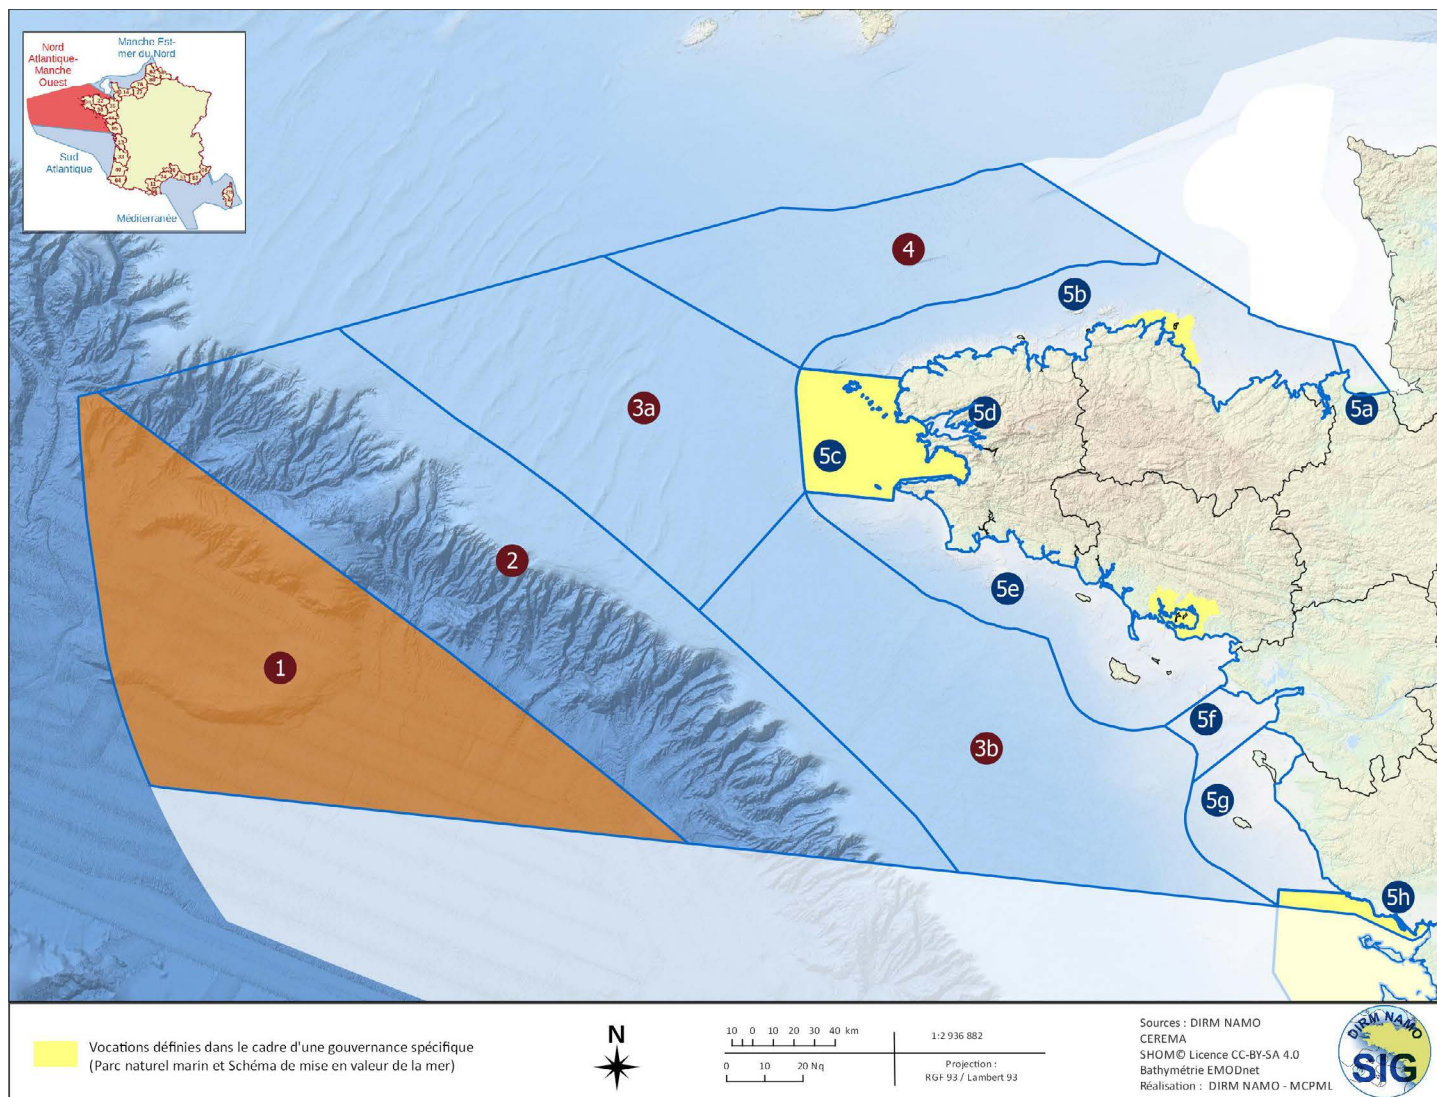 Nord
Atlantique-
Manche
Ouest
Manche Est-
mer du Nord
Sud
Atlantique
Méditerranée
4
5b
3a
5a
5d
5c
2
5e
1
5f
3b
5g
5h
Vocations définies dans le cadre d'une gouvernance spécifique
(Parc naturel marin et Schéma de mise en valeur de la mer)
N
10 0 10 20 30 40 km
0 10 20 Nq
1:2 936 882
Projection :
RGF 93 / Lambert 93
Sources : DIRM NAMO
CEREMA
SHOM© Licence CC-BY-SA 4.0
Bathymétrie EMODnet
Réalisation : DIRM NAMO - MCPML
DIRM NAMO
SIG